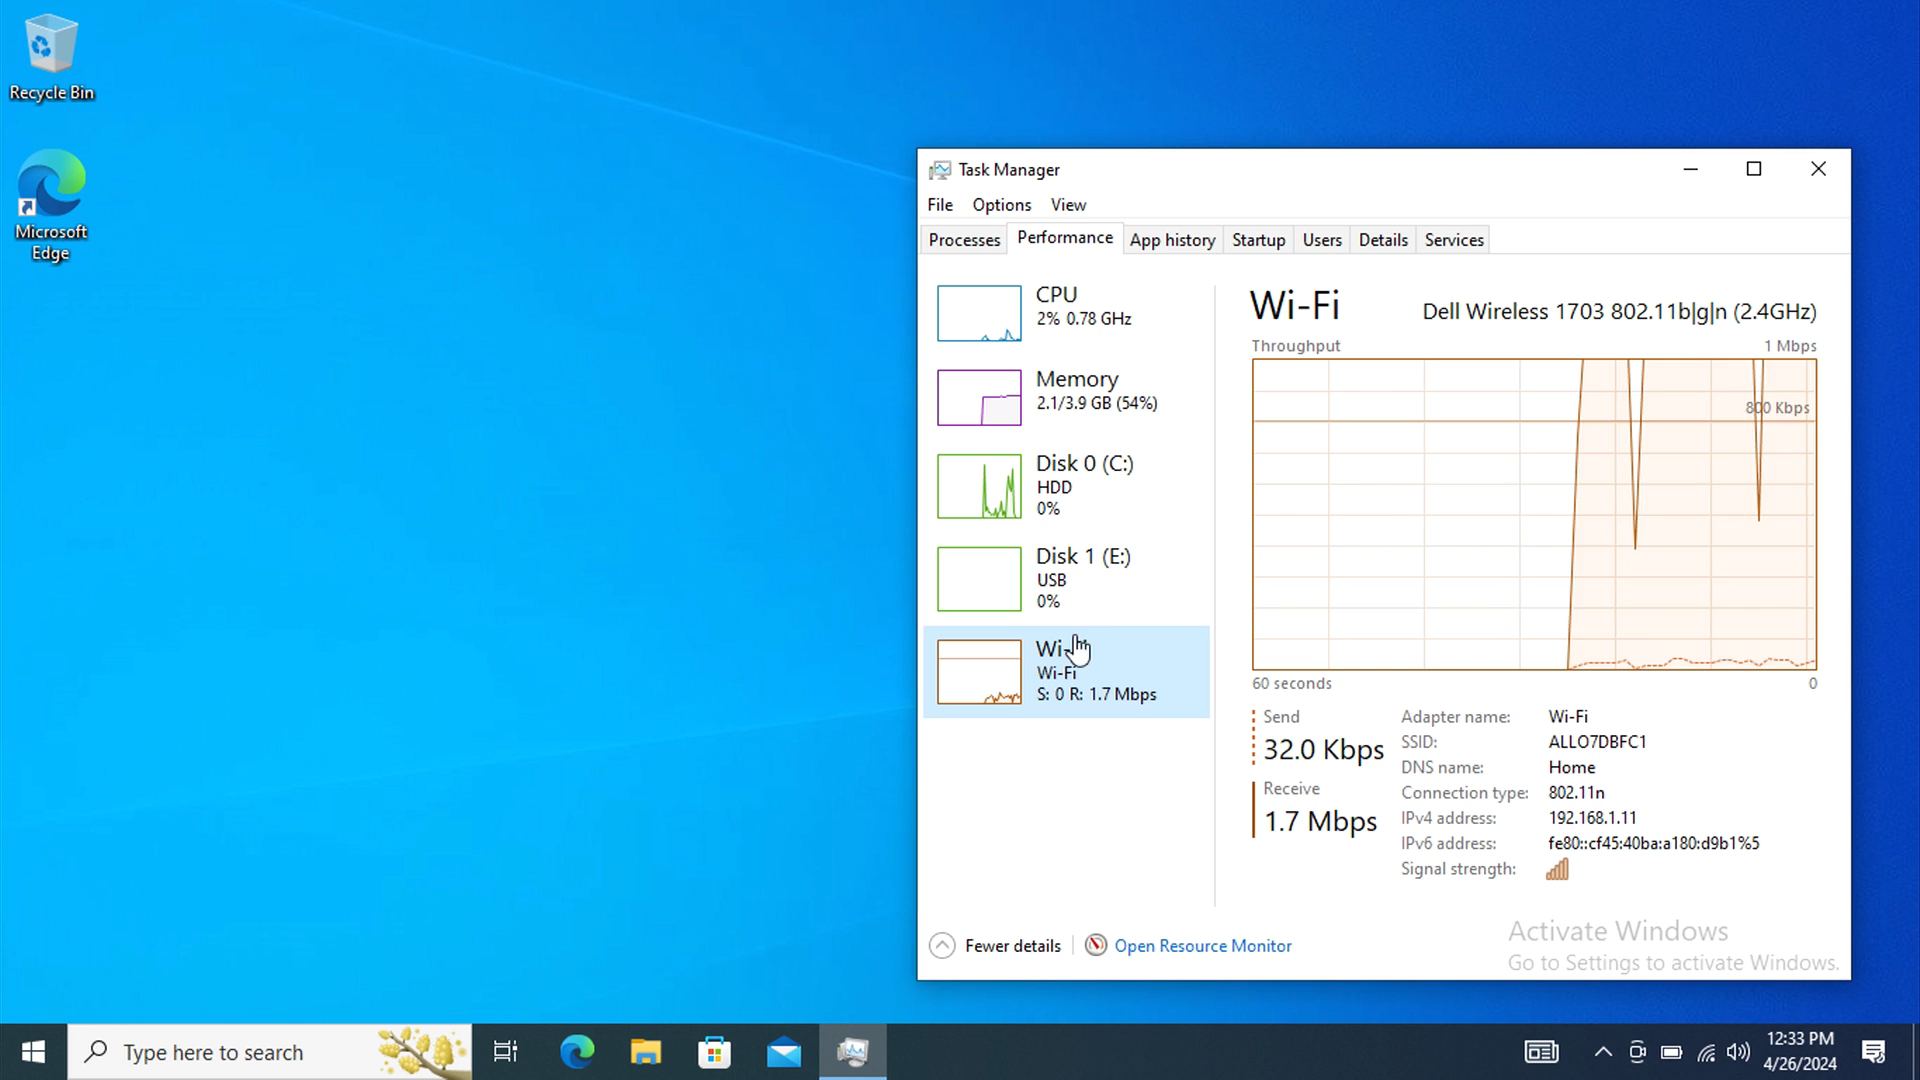 Recycle Bin
Microsoft
Edge
Task Manager
File Options View
Processes Performance App history Startup Users Details Services
CPU
2% 0.78 GHz
Memory
2.1/3.9 GB (54%)
Disk 0 (C:)
HDD
0%
Disk 1 (E:)
USB
0%
Wi-Fi
S: 0 R: 1.7 Mbps
Wi-Fi
Dell Wireless 1703 802.11b|g|n (2.4GHz)
Throughput 1 Mbps
800 Kbps
60 seconds 0
Send
32.0 Kbps
Receive
1.7 Mbps
Adapter name: Wi-Fi
SSID: ALLO7DBFC1
DNS name: Home
Connection type: 802.11n
IPv4 address: 192.168.1.11
IPv6 address: fe80::cf45:40ba:a180:d9b1%5
Signal strength:
Fewer details Open Resource Monitor
Activate Windows
Go to Settings to activate Windows.
Type here to search
12:33 PM
4/26/2024